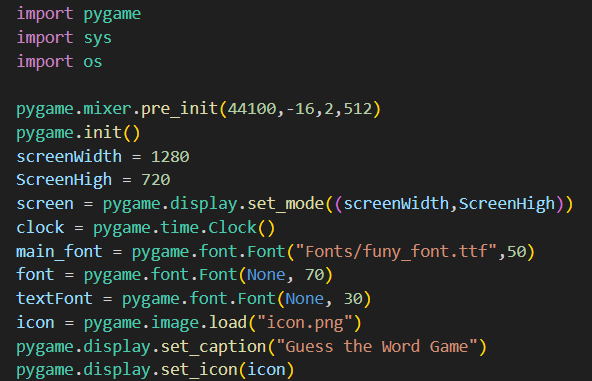 import pygame
import sys
import os
pygame.mixer.pre_init(44100,-16,2,512)
pygame.init()
screenWidth = 1280
ScreenHigh = 720
screen = pygame.display.set_mode((screenWidth,ScreenHigh))
clock = pygame.time.Clock()
main_font = pygame.font.Font("Fonts/funy_font.ttf",50)
font = pygame.font.Font(None, 70)
textFont = pygame.font.Font(None, 30)
icon = pygame.image.load("icon.png")
pygame.display.set_caption("Guess the Word Game")
pygame.display.set_icon(icon)